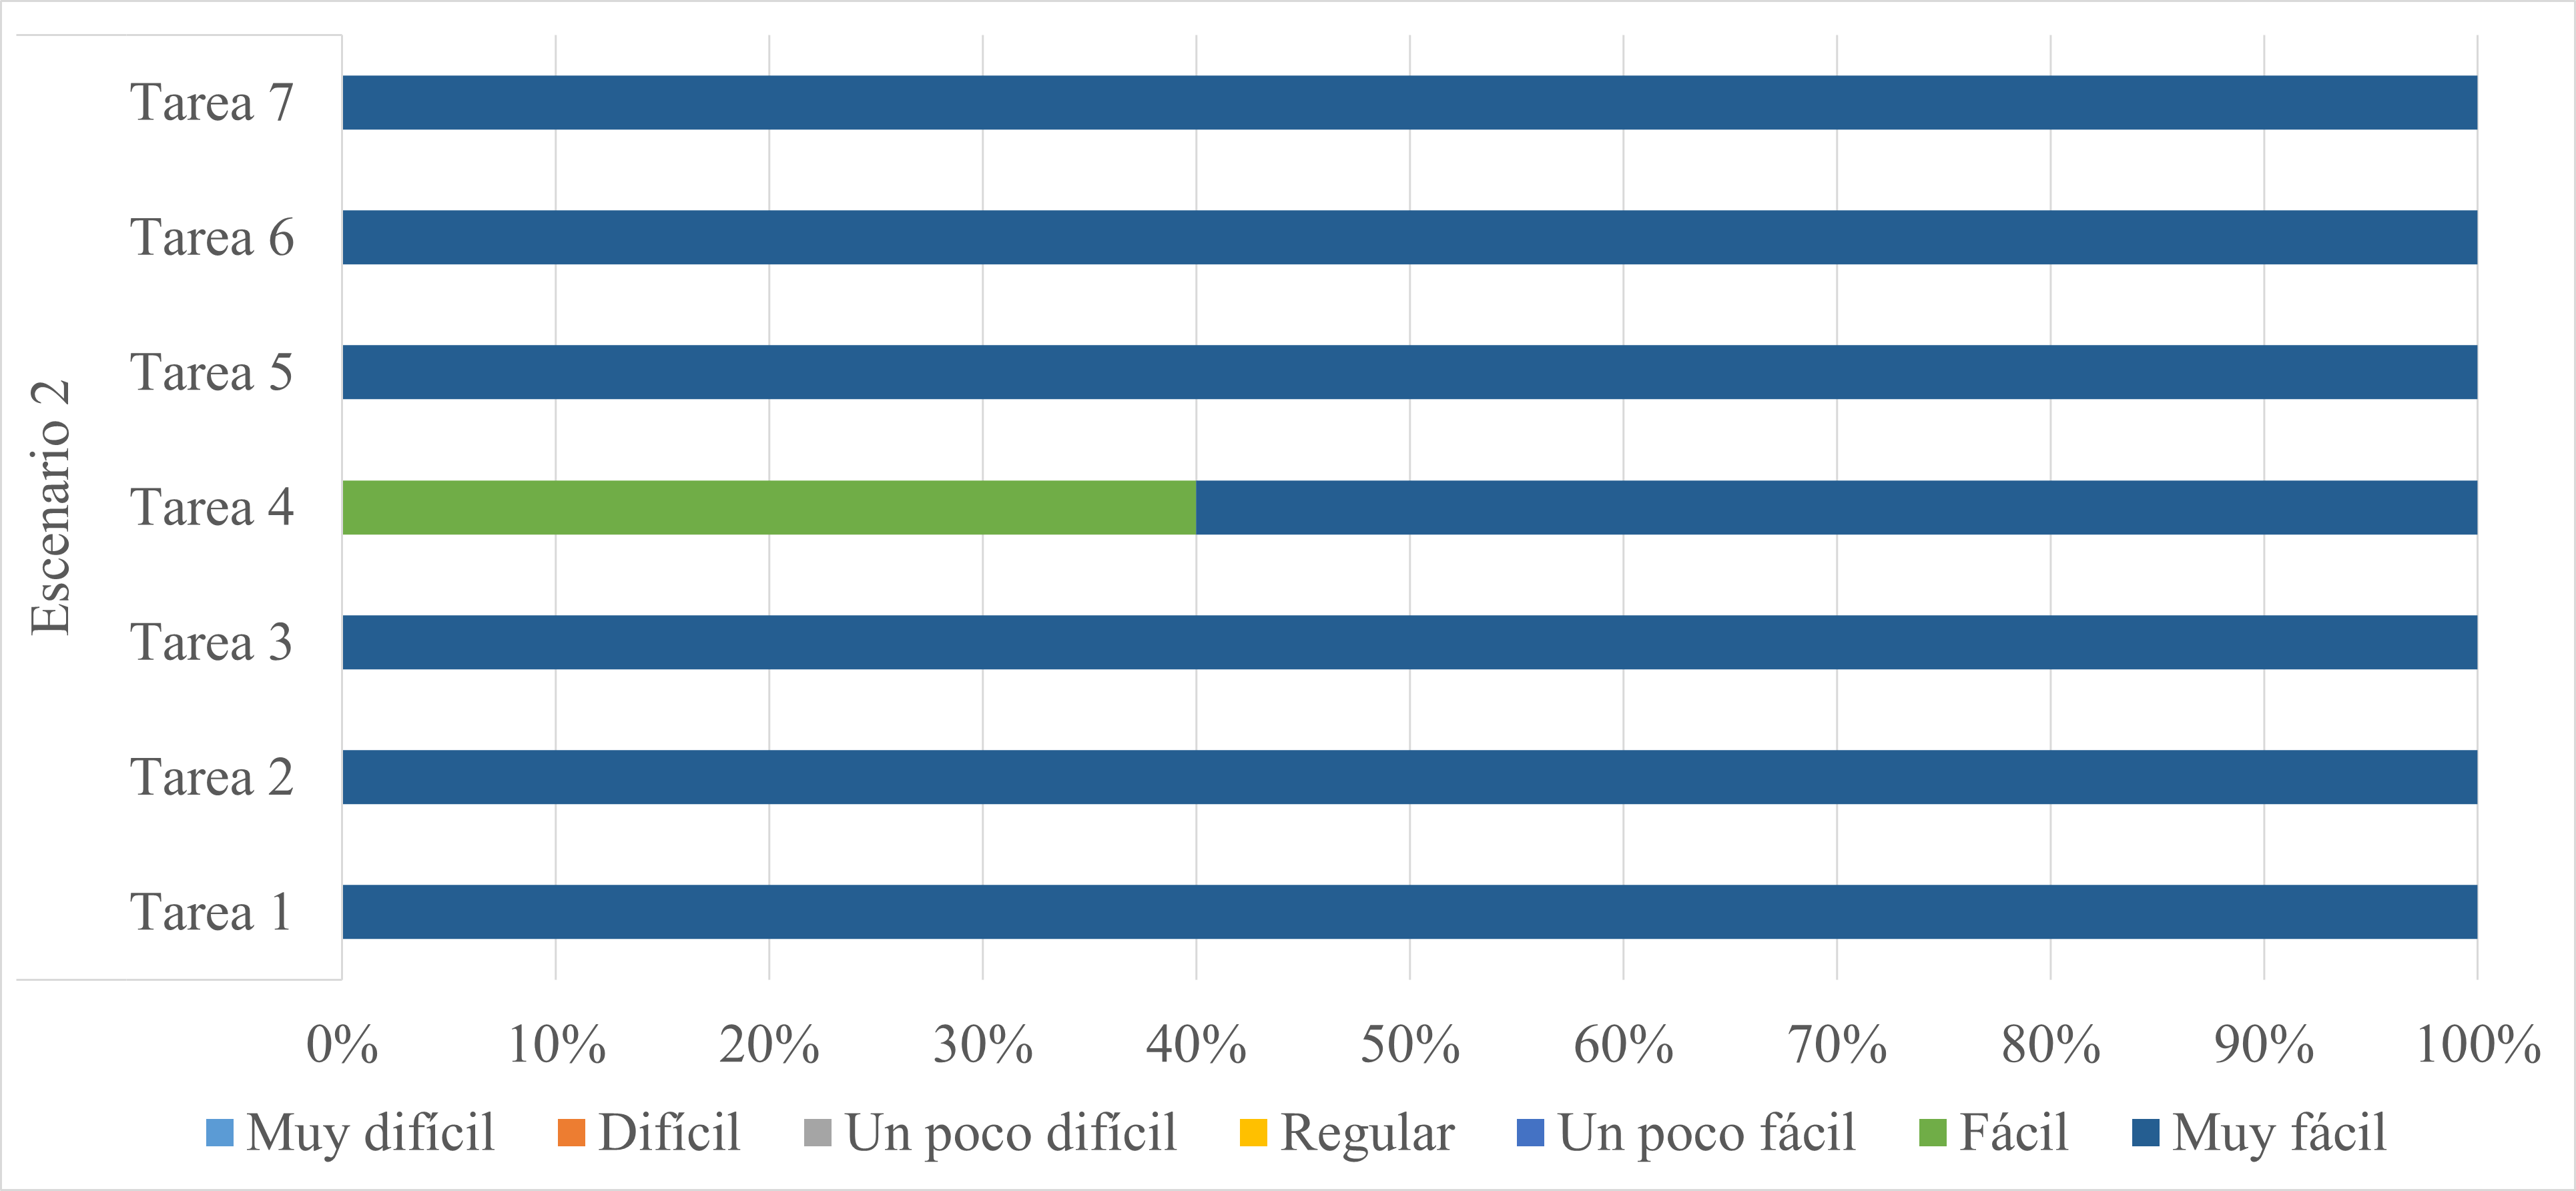 Escenario 2
Tarea 7
Tarea 6
Tarea 5
Tarea 4
Tarea 3
Tarea 2
Tarea 1
0% 10% 20% 30% 40% 50% 60% 70% 80% 90% 100%
Muy difícil Difícil Un poco difícil Regular Un poco fácil Fácil Muy fácil